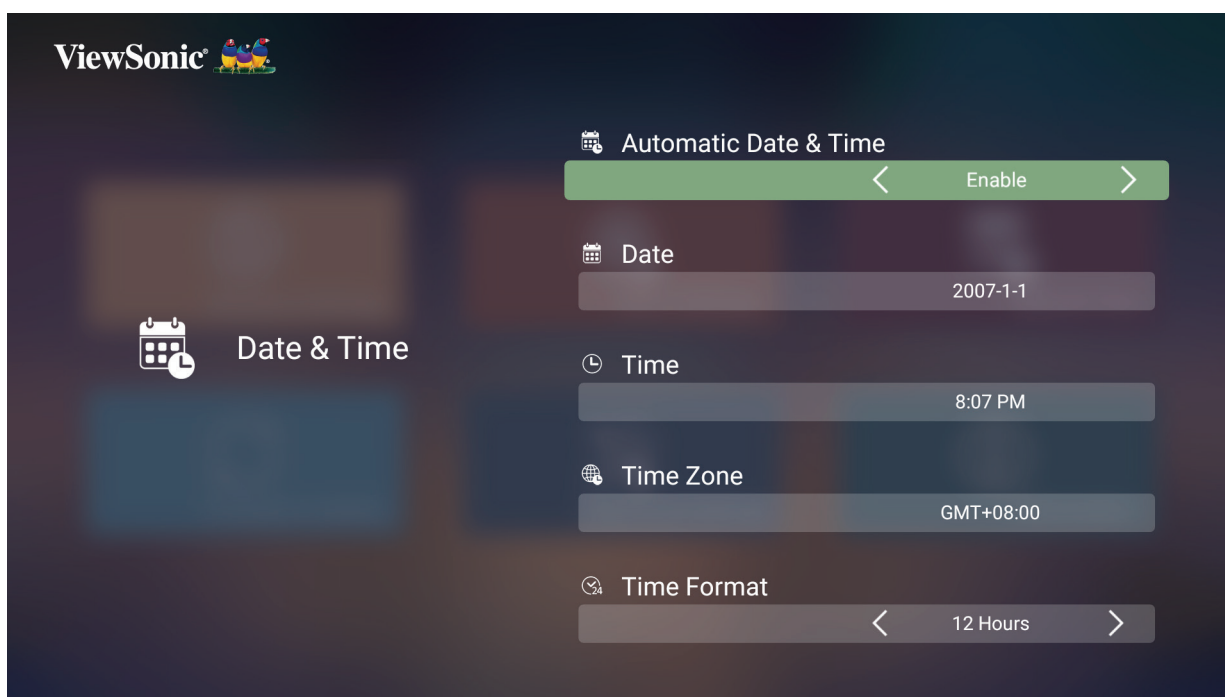 ViewSonic®
Automatic Date & Time
Enable
Date
2007-1-1
Date & Time
Time
8:07 PM
Time Zone
GMT+08:00
24
Time Format
12 Hours